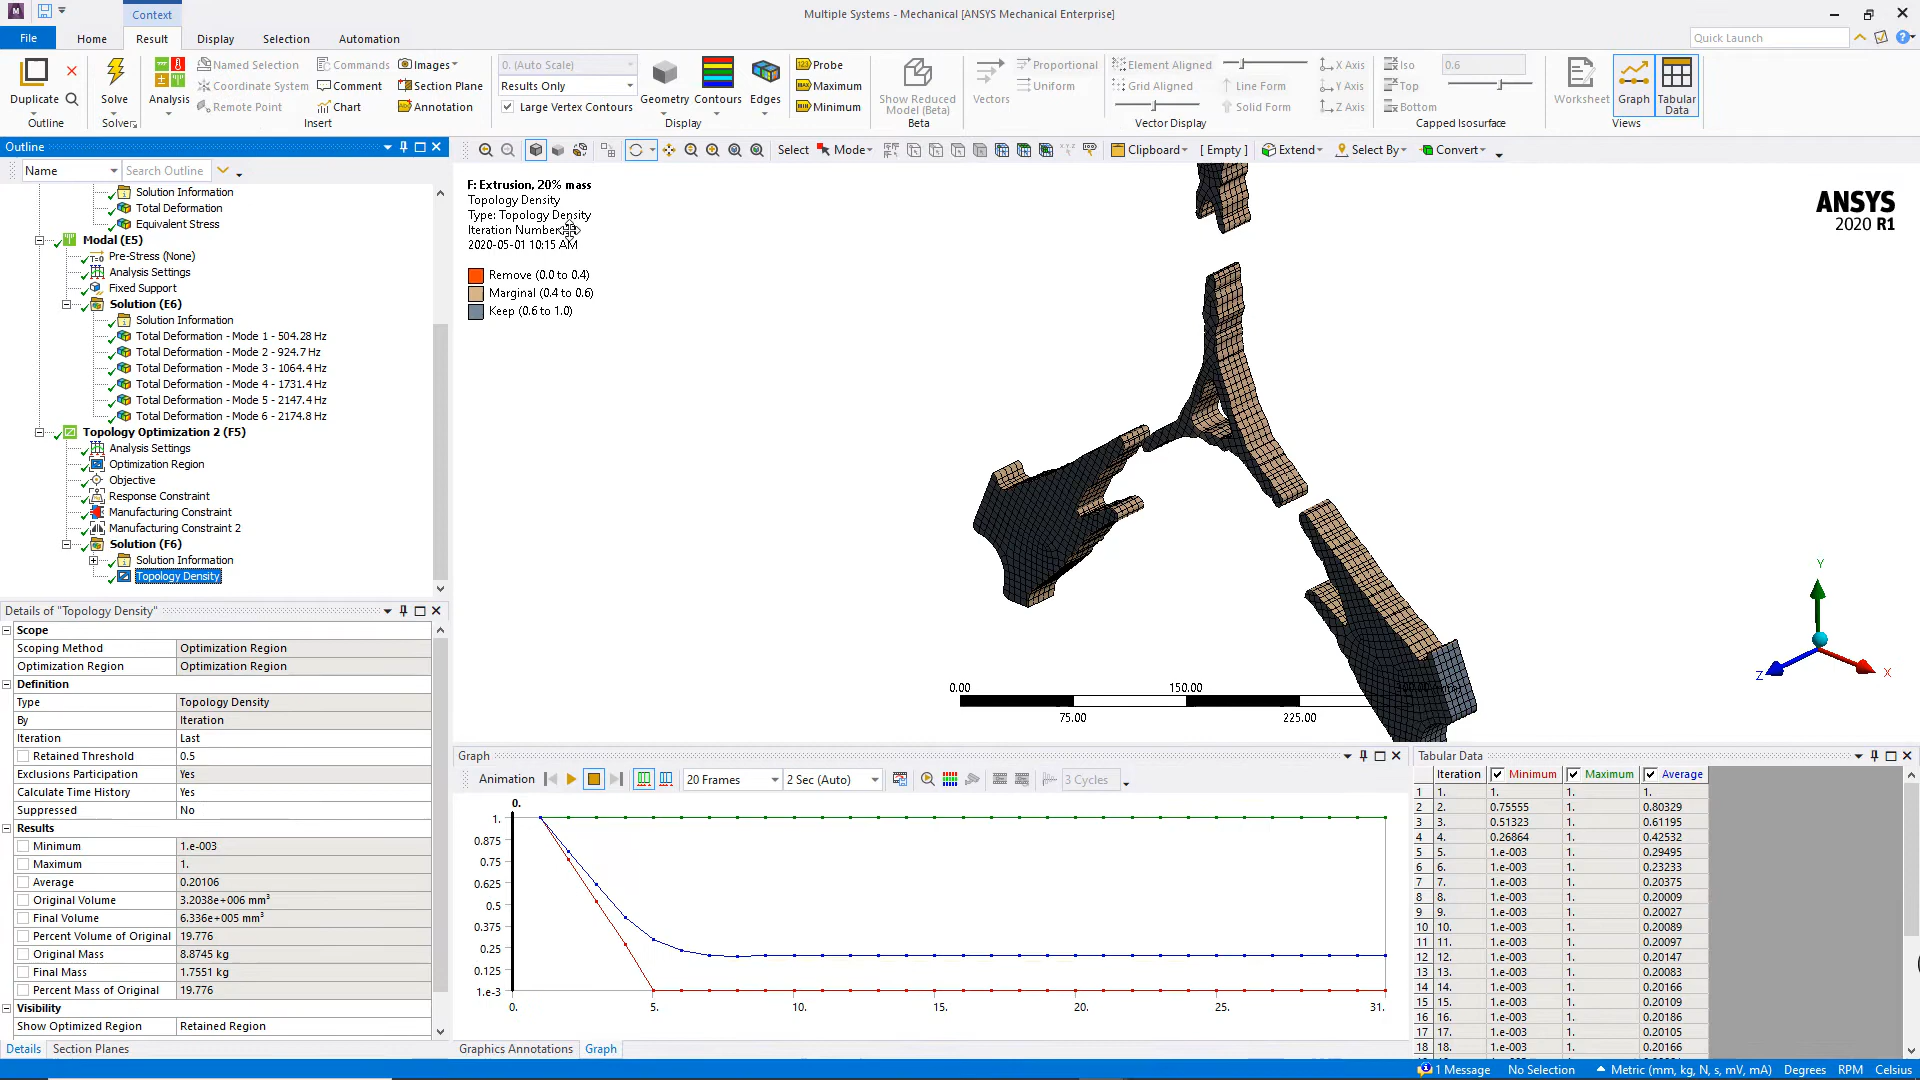 Context
Multiple Systems - Mechanical [ANSYS Mechanical Enterprise]
File
Home
Result
Display
Selection
Automation
Quick Launch
Duplicate
Outline
Solve
Solver
Analysis
Named Selection
Coordinate System
Remote Point
Commands
Comment
Chart
Images
Section Plane
Annotation
Insert
0. (Auto Scale)
Results Only
Large Vertex Contours
Geometry
Contours
Edges
Display
Probe
Maximum
Minimum
Show Reduced
Model (Beta)
Beta
Vectors
Proportional
Uniform
Element Aligned
Grid Aligned
Line Form
Solid Form
X Axis
Y Axis
Z Axis
Vector Display
Iso
Top
Bottom
0.6
Capped Isosurface
Worksheet
Graph
Tabular
Data
Views
Outline
Name
Search Outline
Select
Mode
Clipboard
[ Empty ]
Extend
Select By
Convert
Solution Information
Total Deformation
Equivalent Stress
Modal (E5)
Pre-Stress (None)
Analysis Settings
Fixed Support
Solution (E6)
Solution Information
Total Deformation - Mode 1 - 504.28 Hz
Total Deformation - Mode 2 - 924.7 Hz
Total Deformation - Mode 3 - 1064.4 Hz
Total Deformation - Mode 4 - 1731.4 Hz
Total Deformation - Mode 5 - 2147.4 Hz
Total Deformation - Mode 6 - 2174.8 Hz
Topology Optimization 2 (F5)
Analysis Settings
Optimization Region
Objective
Response Constraint
Manufacturing Constraint
Manufacturing Constraint 2
Solution (F6)
Solution Information
Topology Density
F: Extrusion, 20% mass
Topology Density
Type: Topology Density
Iteration Number
2020-05-01 10:15 AM
Remove (0.0 to 0.4)
Marginal (0.4 to 0.6)
Keep (0.6 to 1.0)
ANSYS
2020 R1
Y
Z
X
0.00
150.00
75.00
225.00
Details of "Topology Density"
Scope
Scoping Method Optimization Region
Optimization Region Optimization Region
Definition
Type Topology Density
By Iteration
Iteration Last
Retained Threshold 0.5
Exclusions Participation Yes
Calculate Time History Yes
Suppressed No
Results
Minimum 1.e-003
Maximum 1.
Average 0.20106
Original Volume 3.2038e+006 mm³
Final Volume 6.336e+005 mm³
Percent Volume of Original 19.776
Original Mass 8.8745 kg
Final Mass 1.7551 kg
Percent Mass of Original 19.776
Visibility
Show Optimized Region Retained Region
Details
Section Planes
Graph
Animation
20 Frames
2 Sec (Auto)
3 Cycles
0.
1.
0.875
0.75
0.625
0.5
0.375
0.25
0.125
1.e-3
0. 5. 10. 15. 20. 25. 31.
Graphics Annotations
Graph
Tabular Data
Iteration Minimum Maximum Average
1 1. 1. 1. 1.
2 2. 0.75555 1. 0.80329
3 3. 0.51323 1. 0.61195
4 4. 0.26864 1. 0.42532
5 5. 1.e-003 1. 0.29495
6 6. 1.e-003 1. 0.23233
7 7. 1.e-003 1. 0.20375
8 8. 1.e-003 1. 0.20009
9 9. 1.e-003 1. 0.20027
10 10. 1.e-003 1. 0.20089
11 11. 1.e-003 1. 0.20097
12 12. 1.e-003 1. 0.20147
13 13. 1.e-003 1. 0.20083
14 14. 1.e-003 1. 0.20166
15 15. 1.e-003 1. 0.20109
16 16. 1.e-003 1. 0.20186
17 17. 1.e-003 1. 0.20105
18 18. 1.e-003 1. 0.20166
1 Message
No Selection
Metric (mm, kg, N, s, mV, mA)
Degrees
RPM
Celsius